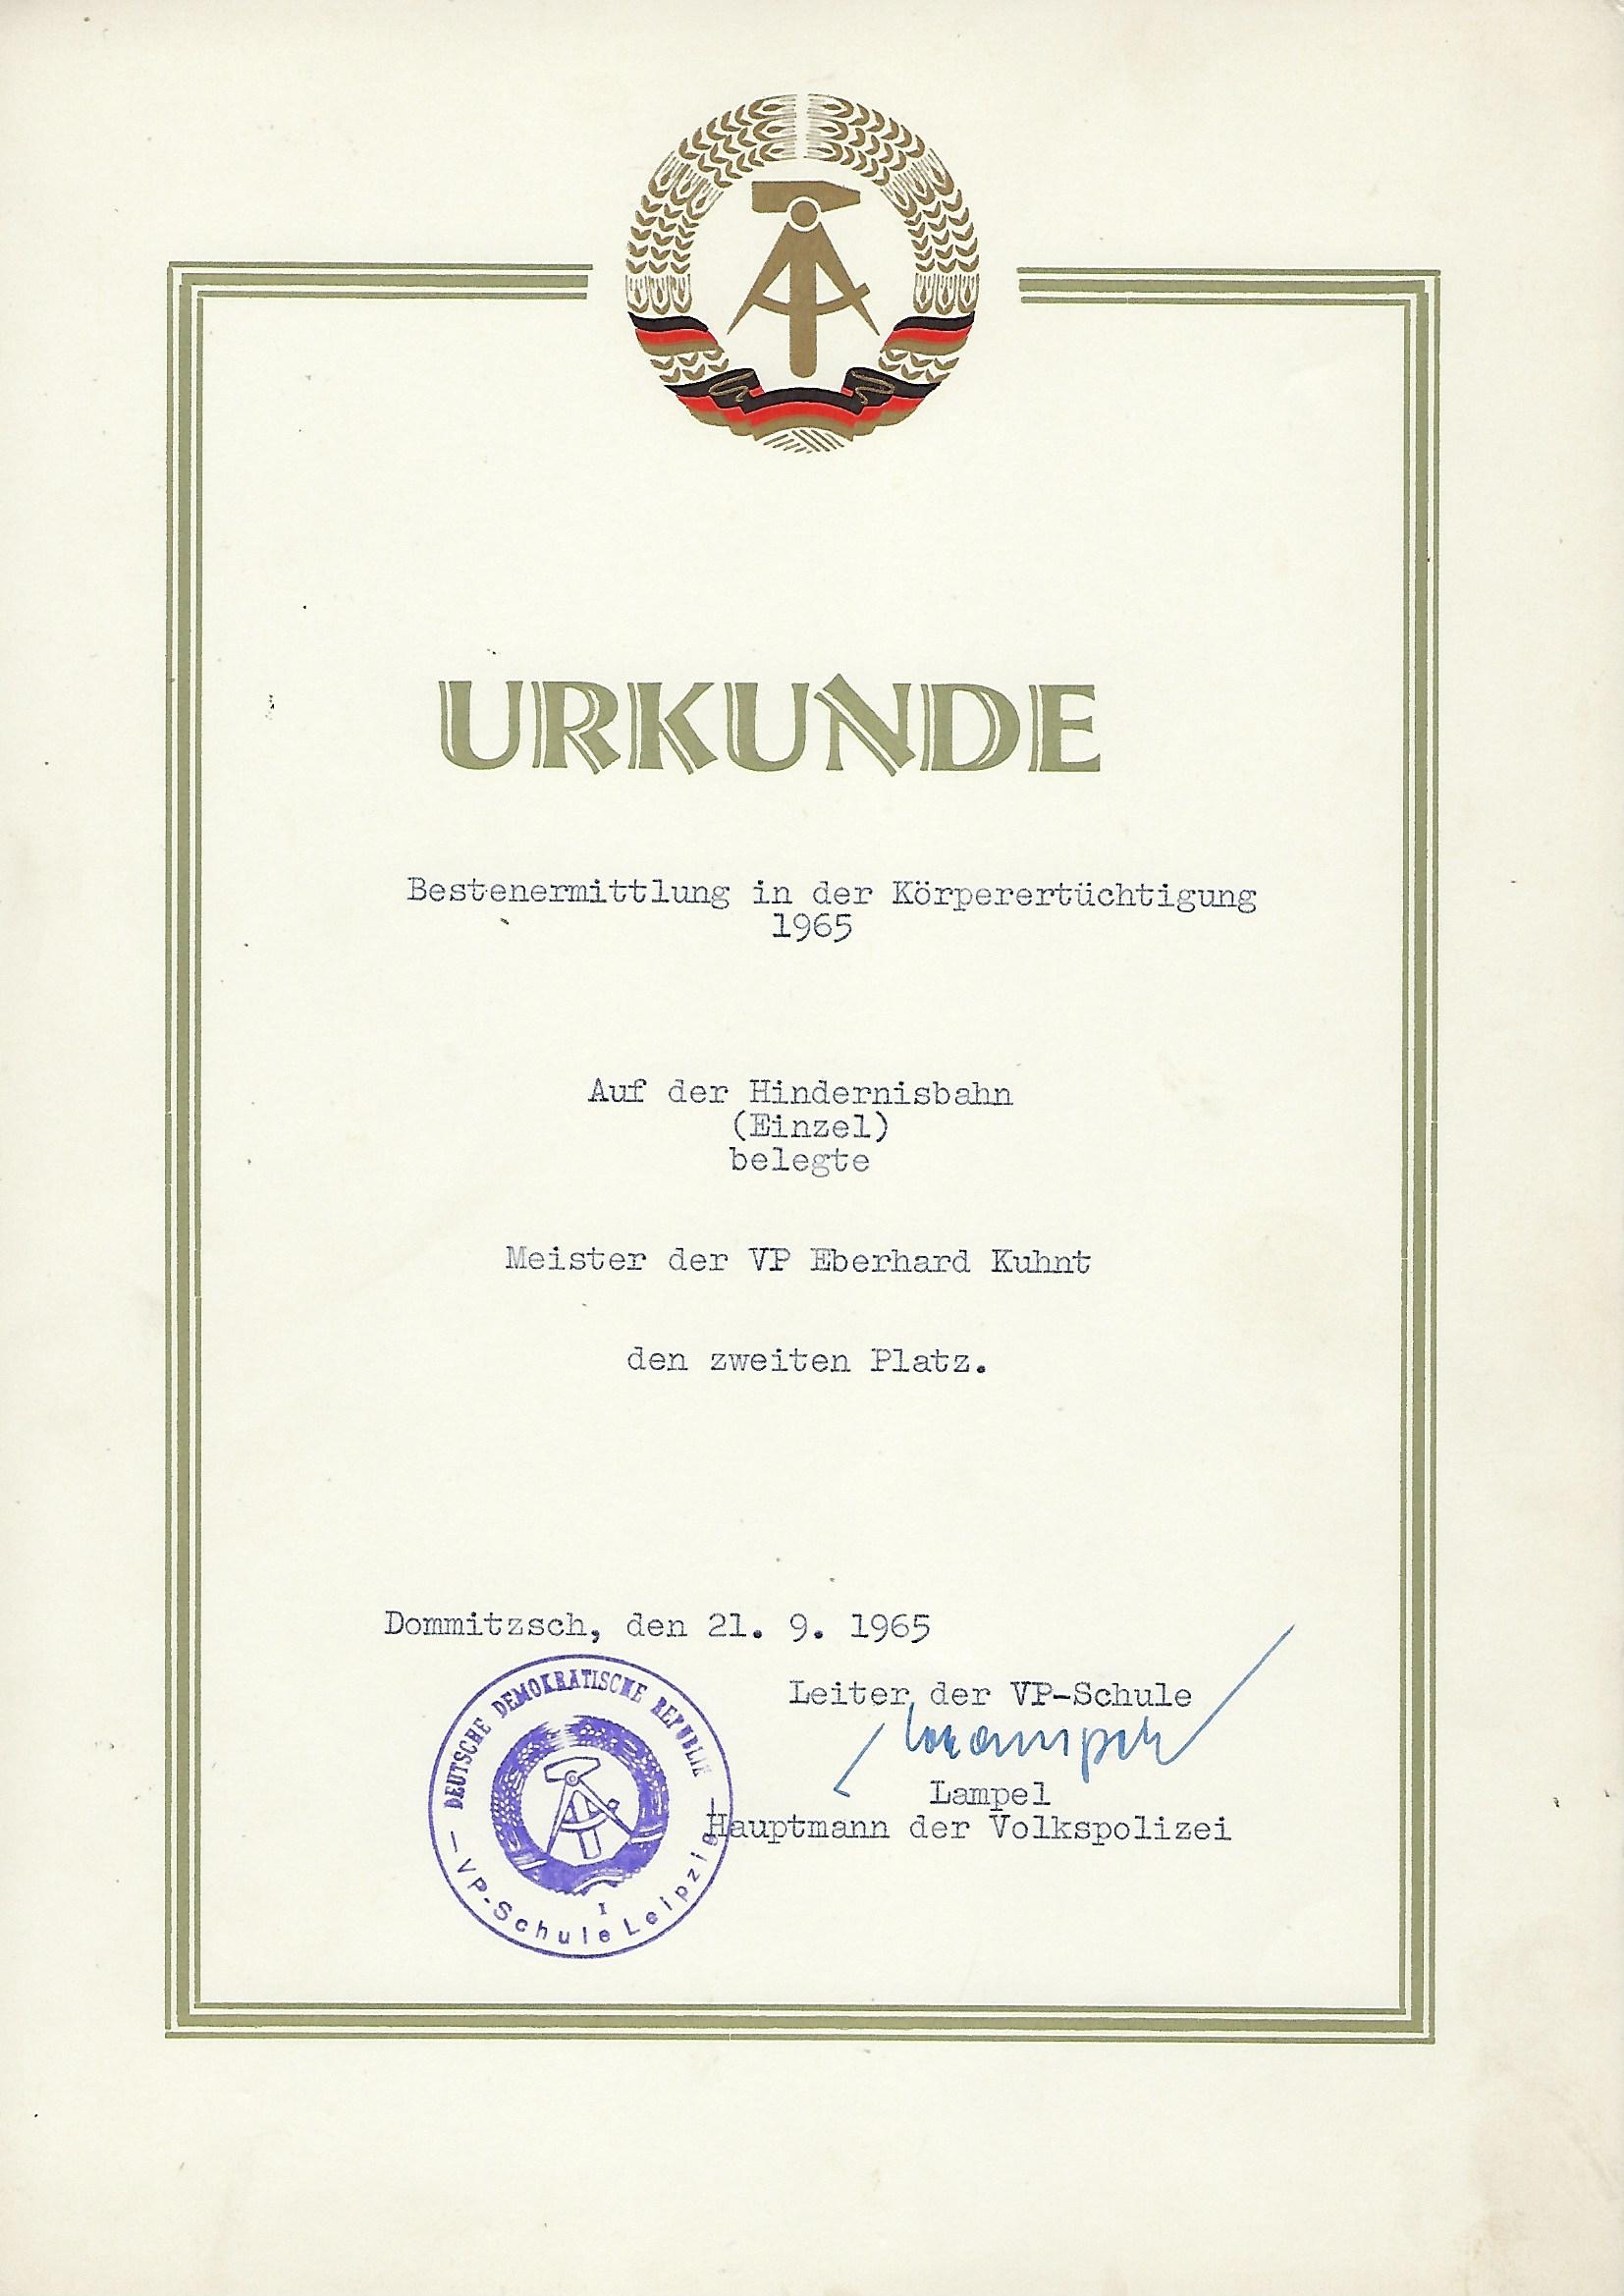 URKUNDE
Bestenermittlung in der Körperertüchtigung
1965
Auf der Hindernisbahn
(Einzel)
belegte
Meister der VP Eberhard Kuhnt
den zweiten Platz.
Dommitzsch, den 21. 9. 1965
Leiter der VP-Schule
Lampel
Hauptmann der Volkspolizei
DEUTSCHE DEMOKRATISCHE REPUBLIK
I
VP-Schule Leipzig